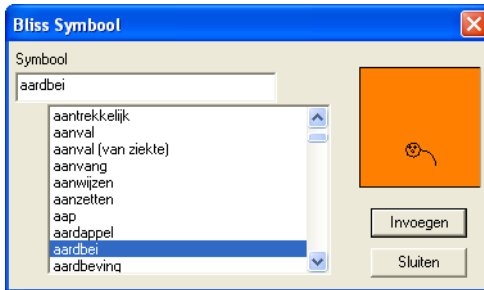 Bliss Symbool
Symbool
aardbei
aantrekkelijk
aanval
aanval (van ziekte)
aanvang
aanwijzen
aanzetten
aap
aardappel
aardbei
aardbeving
Invoegen
Sluiten